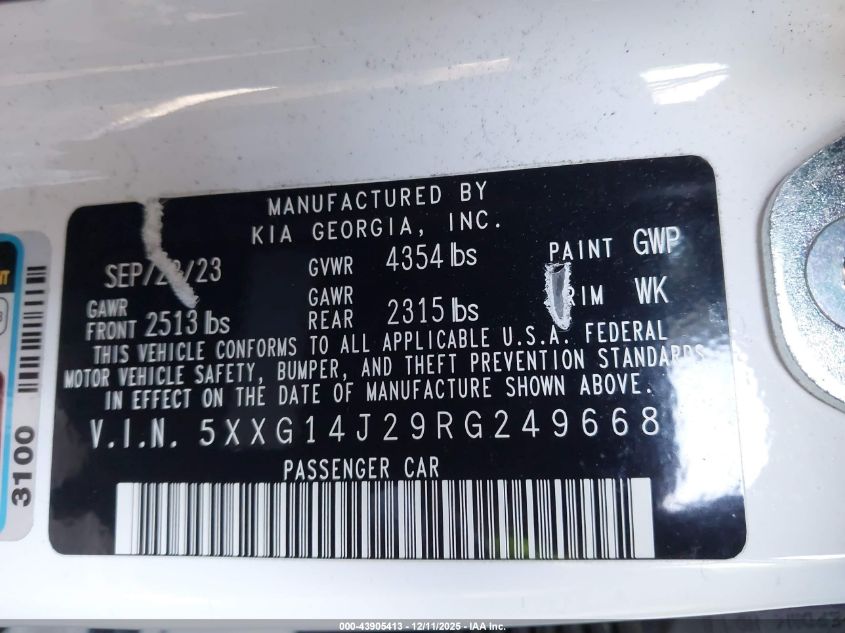 MANUFACTURED BY
KIA GEORGIA, INC.
SEP/23
GVWR 4354 lbs
PAINT GWP
GAWR FRONT 2513 lbs
GAWR REAR 2315 lbs
WK
THIS VEHICLE CONFORMS TO ALL APPLICABLE U.S.A. FEDERAL
MOTOR VEHICLE SAFETY, BUMPER, AND THEFT PREVENTION STANDARDS
IN EFFECT ON THE DATE OF MANUFACTURE SHOWN ABOVE.
V.I.N. 5XXG14J29RG249668
PASSENGER CAR
3100
000-43905413 - 12/11/2025 - IAA Inc.